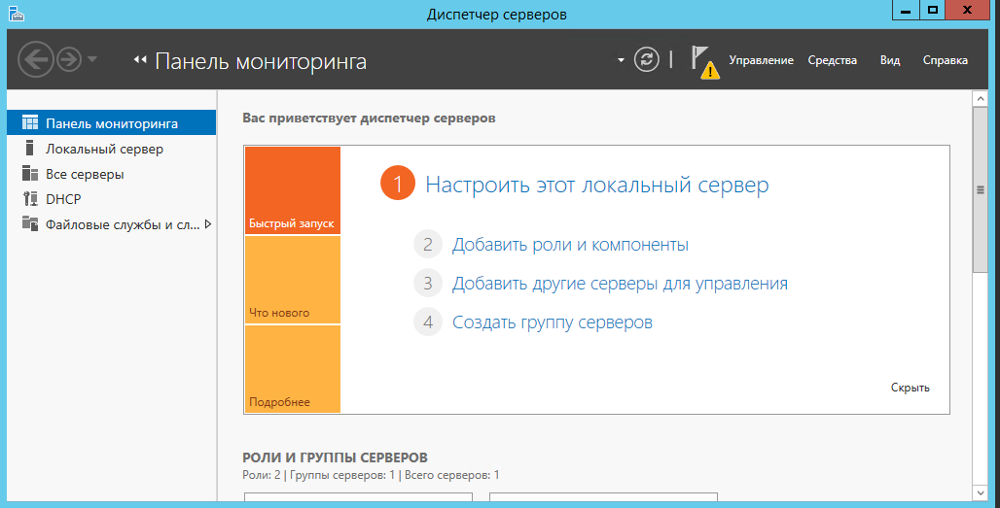 Диспетчер серверов
Панель мониторинга
Управление Средства Вид Справка
Панель мониторинга
Локальный сервер
Все серверы
DHCP
Файловые службы и сл...
Вас приветствует диспетчер серверов
Быстрый запуск
Что нового
Подробнее
1 Настроить этот локальный сервер
2 Добавить роли и компоненты
3 Добавить другие серверы для управления
4 Создать группу серверов
Скрыть
РОЛИ И ГРУППЫ СЕРВЕРОВ
Роли: 2 | Группы серверов: 1 | Всего серверов: 1